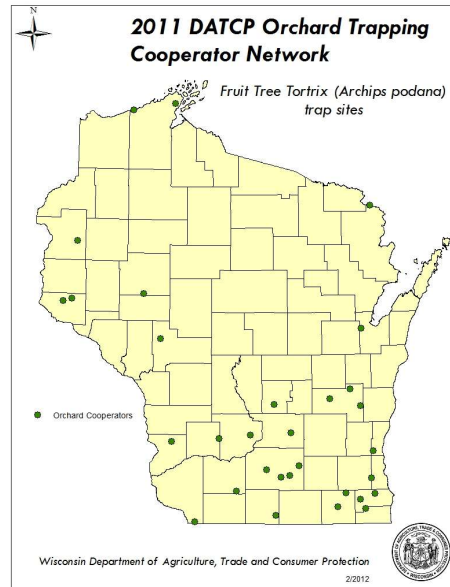 N
2011 DATCP Orchard Trapping
Cooperator Network
Fruit Tree Tortrix (Archips podana)
trap sites
Orchard Cooperators
Wisconsin Department of Agriculture, Trade and Consumer Protection
2/2012